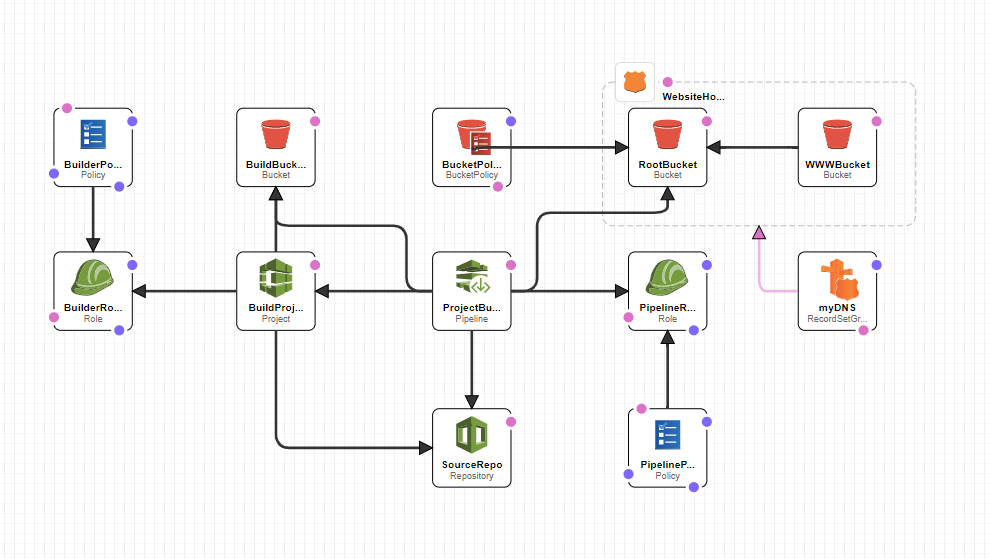 WebsiteHo...
BuilderPo...
Policy
BuildBuck...
Bucket
BucketPol...
BucketPolicy
RootBucket
Bucket
WWWBucket
Bucket
BuilderRo...
Role
BuildProj...
Project
ProjectBu...
Pipeline
PipelineR...
Role
myDNS
RecordSetGr...
SourceRepo
Repository
PipelineP...
Policy